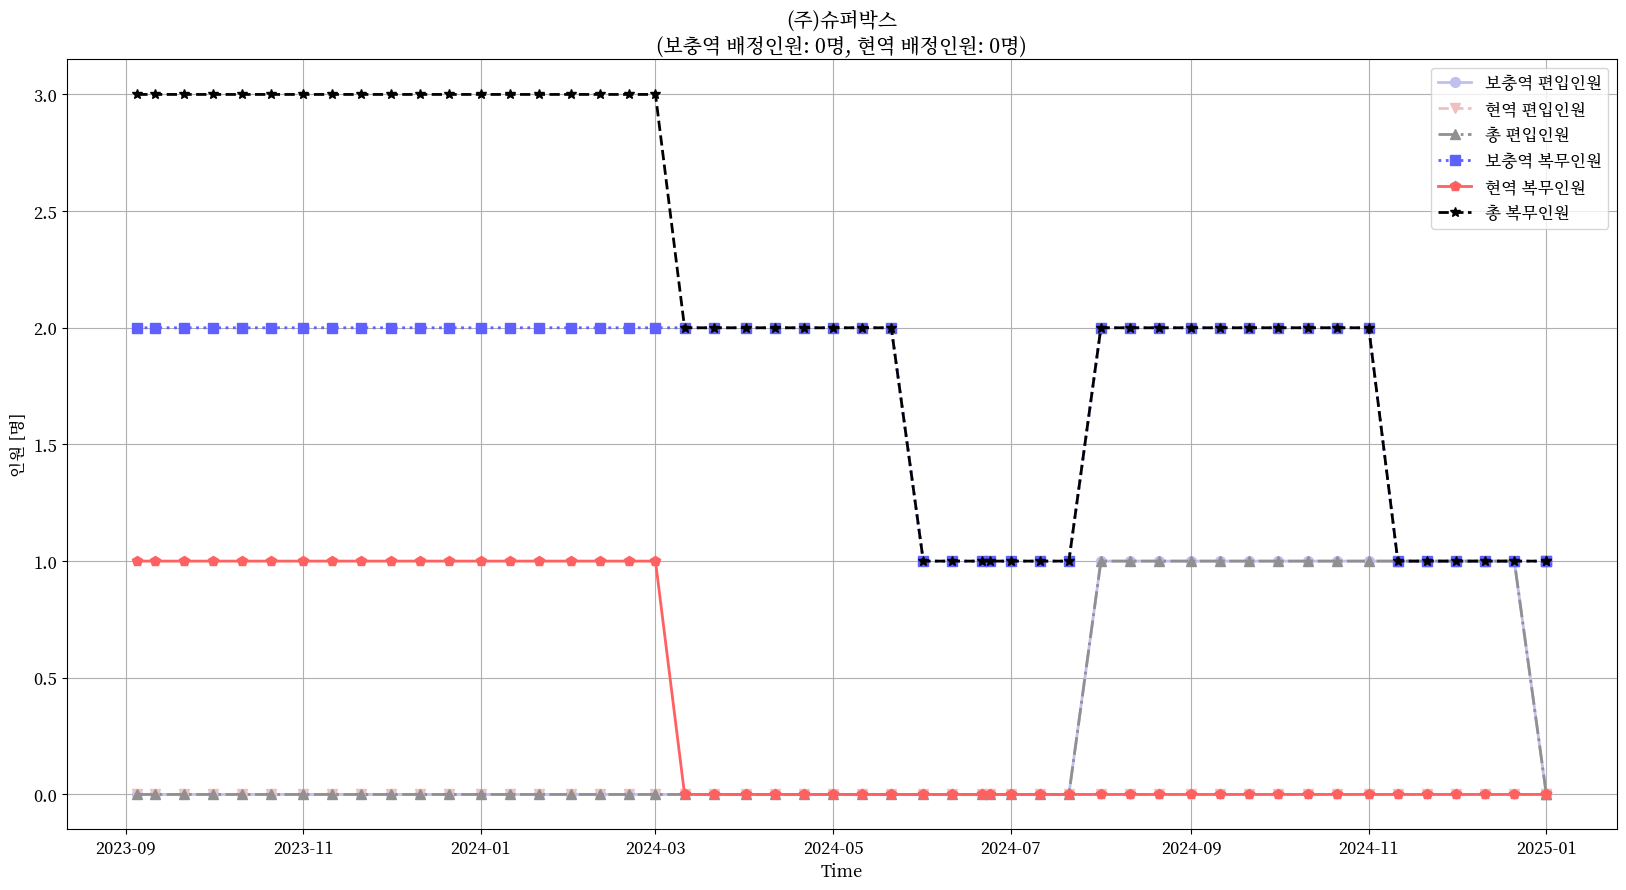 (주)슈퍼박스
(보충역 배정인원: 0명, 현역 배정인원: 0명)
보충역 편입인원
현역 편입인원
총 편입인원
보충역 복무인원
현역 복무인원
총 복무인원
인원 [명]
3.0
2.5
2.0
1.5
1.0
0.5
0.0
2023-09
2023-11
2024-01
2024-03
2024-05
2024-07
2024-09
2024-11
2025-01
Time